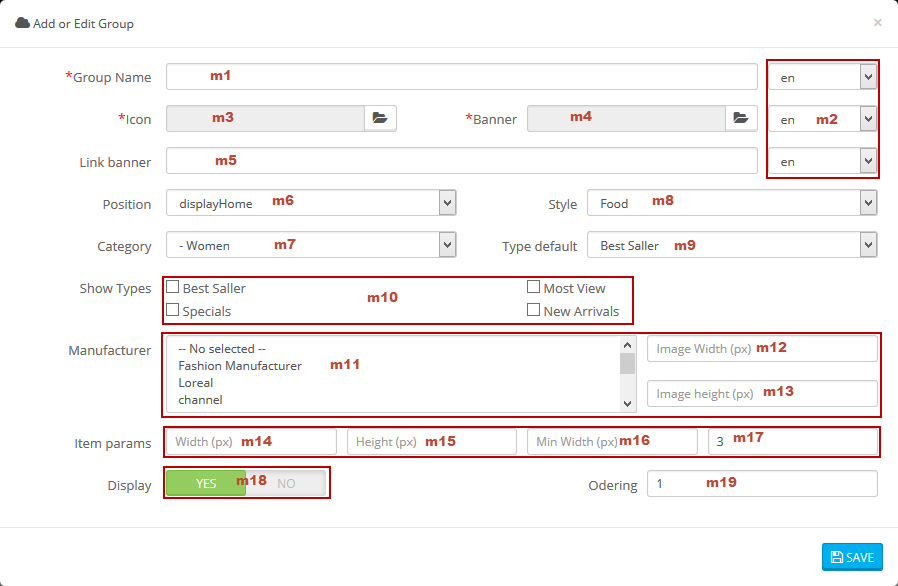 Add or Edit Group ×
*Group Name m1 en
*Icon m3 *Banner m4 en m2
Link banner m5 en
Position displayHome m6 Style Food m8
Category - Women m7 Type default Best Saller m9
Show Types Best Saller Most View
m10
Specials New Arrivals
Manufacturer -- No selected -- Image Width (px) m12
Fashion Manufacturer m11
Loreal
channel Image height (px) m13
Item params Width (px) m14 Height (px) m15 Min Width (px) m16 3 m17
Display YES m18 NO Odering 1 m19
SAVE